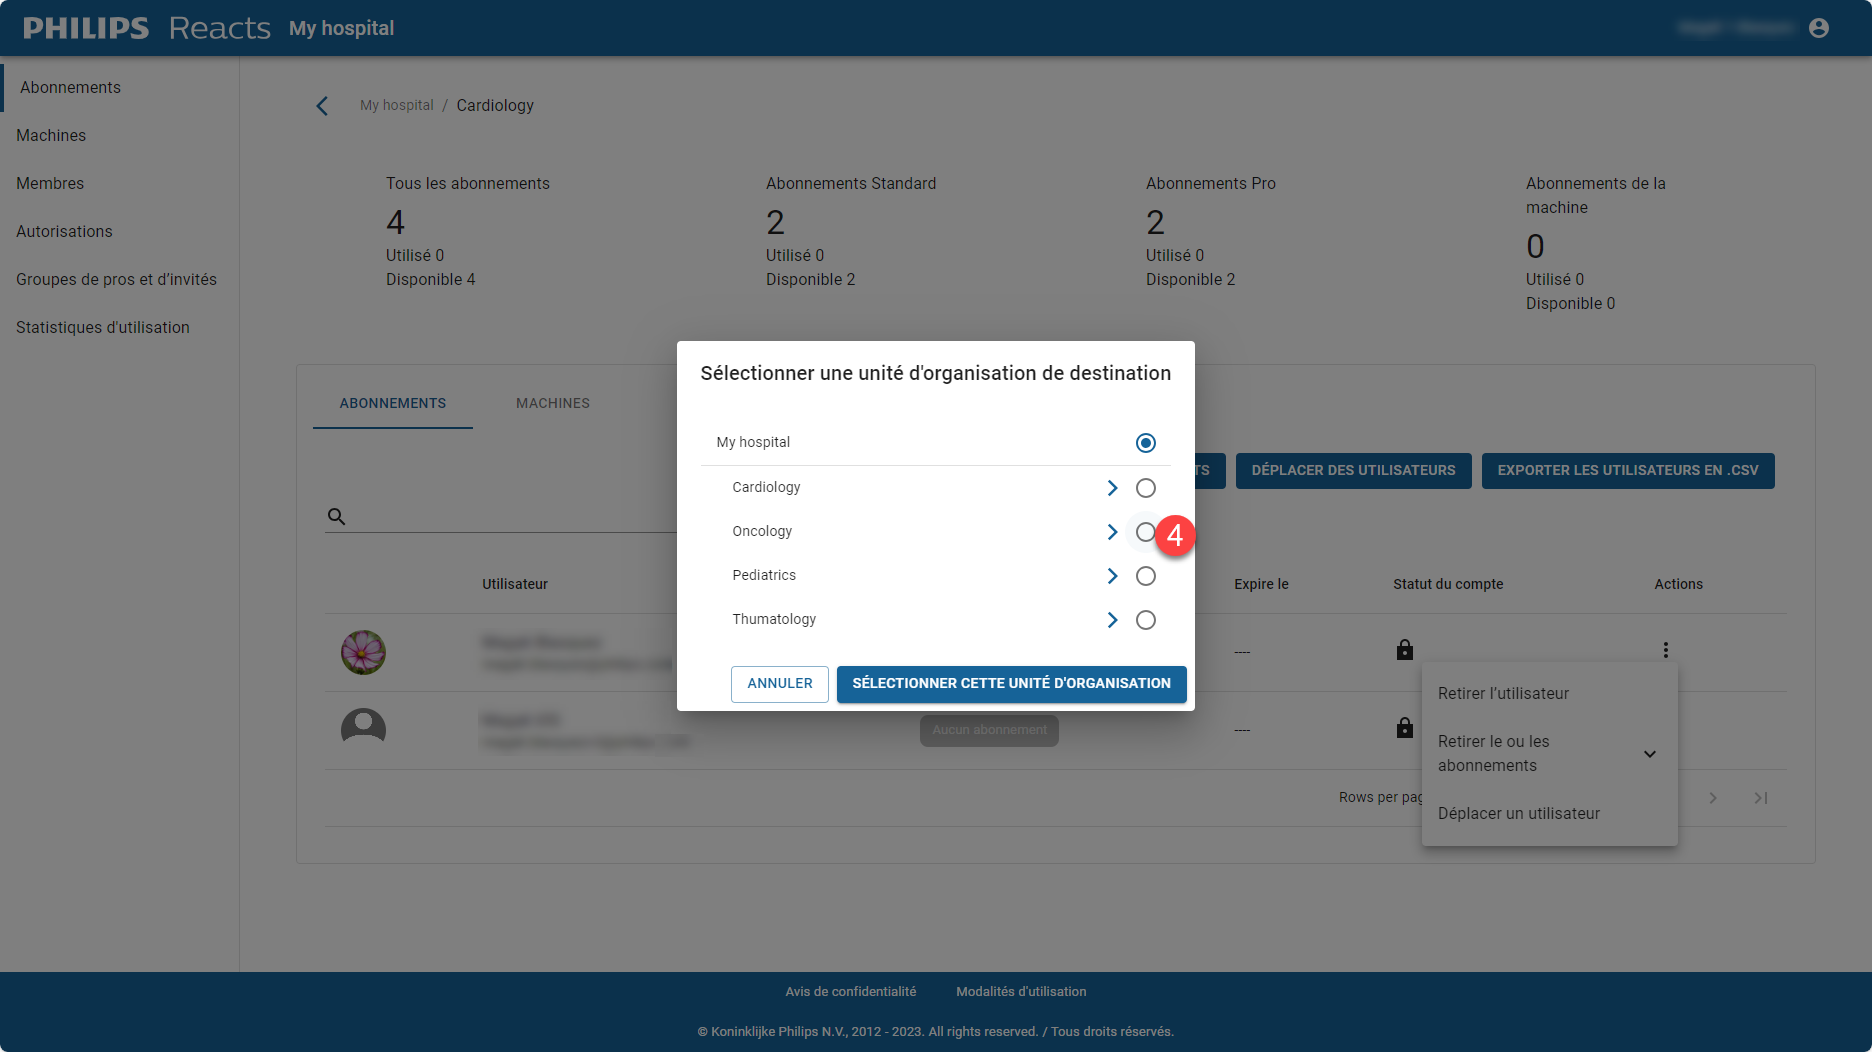 PHILIPS Reacts My hospital
Abonnements
Machines
Membres
Autorisations
Groupes de pros et d'invités
Statistiques d'utilisation
My hospital / Cardiology
Tous les abonnements
4
Utilisé 0
Disponible 4
Abonnements Standard
2
Utilisé 0
Disponible 2
Abonnements Pro
2
Utilisé 0
Disponible 2
Abonnements de la
machine
0
Utilisé 0
Disponible 0
ABONNEMENTS MACHINES
TS
DÉPLACER DES UTILISATEURS
EXPORTER LES UTILISATEURS EN .CSV
Utilisateur Expire le Statut du compte Actions
----
Aucun abonnement ----
Rows per pag
Retirer l'utilisateur
Retirer le ou les
abonnements
Déplacer un utilisateur
Sélectionner une unité d'organisation de destination
My hospital
Cardiology
Oncology
4
Pediatrics
Thumatology
ANNULER
SÉLECTIONNER CETTE UNITÉ D'ORGANISATION
Avis de confidentialité Modalités d'utilisation
© Koninklijke Philips N.V., 2012 - 2023. All rights reserved. / Tous droits réservés.